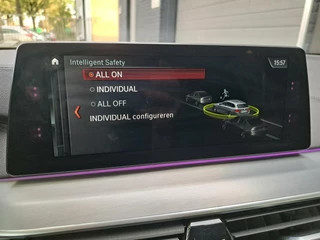 Intelligent Safety
15:57
ALL ON
INDIVIDUAL
ALL OFF
INDIVIDUAL configureren